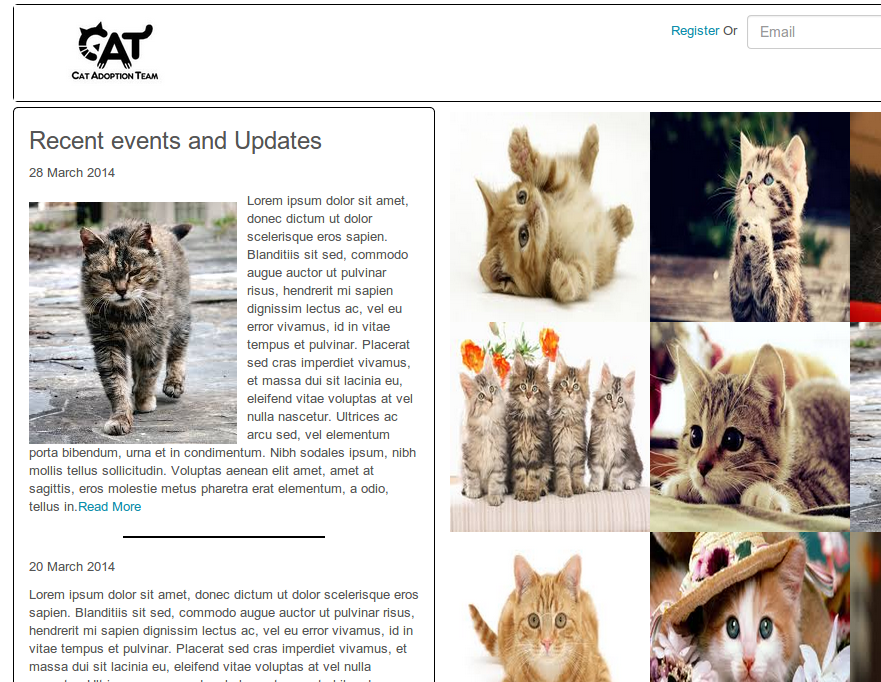 CAT
CAT ADOPTION TEAM
Register Or
Email
Recent events and Updates
28 March 2014
Lorem ipsum dolor sit amet,
donec dictum ut dolor
scelerisque eros sapien.
Blanditiis sit sed, commodo
augue auctor ut pulvinar
risus, hendrerit mi sapien
dignissim lectus ac, vel eu
error vivamus, id in vitae
tempus et pulvinar. Placerat
sed cras imperdiet vivamus,
et massa dui sit lacinia eu,
eleifend vitae voluptas at vel
nulla nascetur. Ultrices ac
arcu sed, vel elementum
porta bibendum, urna et in condimentum. Nibh sodales ipsum, nibh
mollis tellus sollicitudin. Voluptas aenean elit amet, amet at
sagittis, eros molestie metus pharetra erat elementum, a odio,
tellus in.Read More
20 March 2014
Lorem ipsum dolor sit amet, donec dictum ut dolor scelerisque eros
sapien. Blanditiis sit sed, commodo augue auctor ut pulvinar risus,
hendrerit mi sapien dignissim lectus ac, vel eu error vivamus, id in
vitae tempus et pulvinar. Placerat sed cras imperdiet vivamus, et
massa dui sit lacinia eu, eleifend vitae voluptas at vel nulla